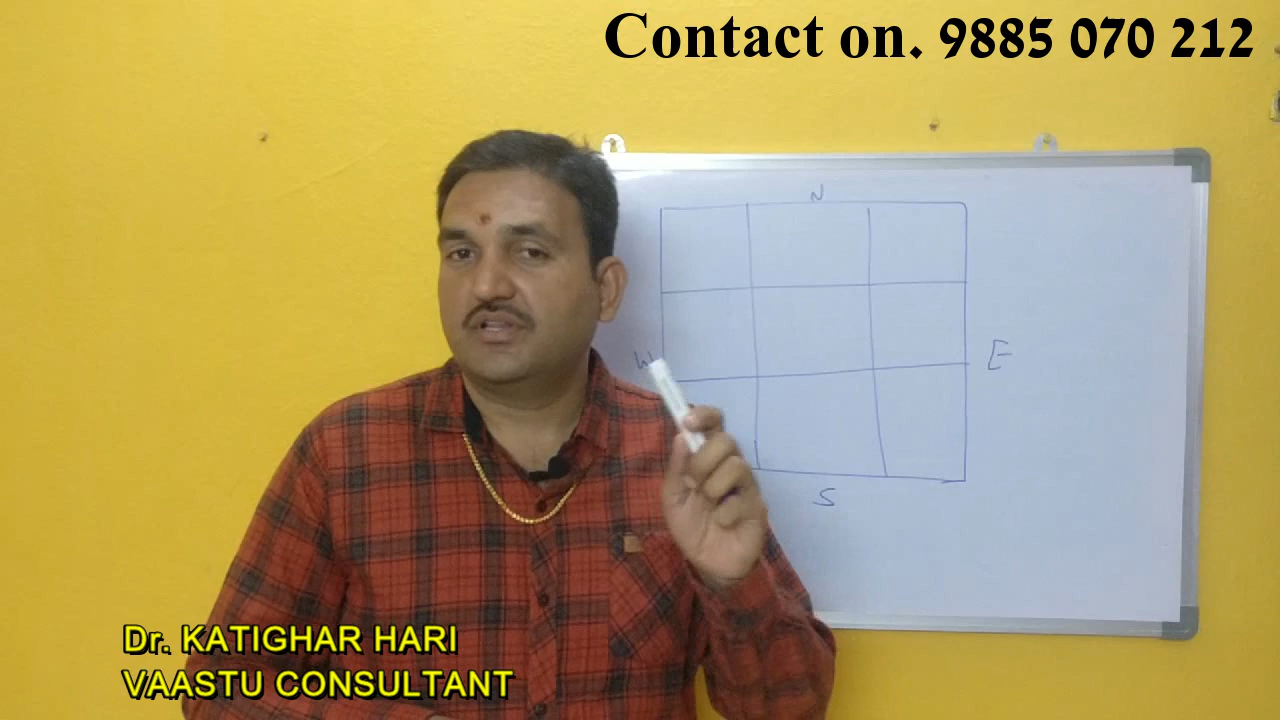 Contact on. 9885 070 212
N
W
E
S
Dr. KATIGHAR HARI
VAASTU CONSULTANT